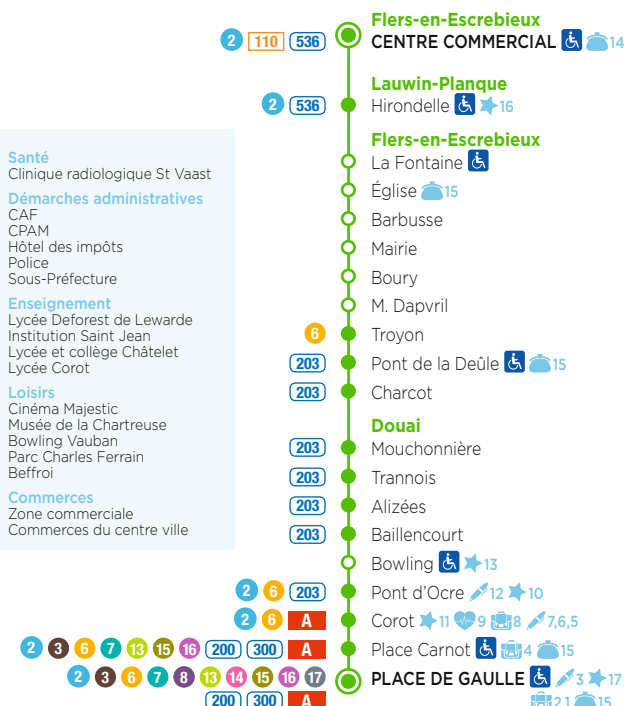 Flers-en-Escrebieux
2 110 536 CENTRE COMMERCIAL 14
Lauwin-Planque
2 536 Hirondelle 16
Flers-en-Escrebieux
La Fontaine
Église 15
Barbusse
Mairie
Boury
M. Dapvril
6 Troyon
203 Pont de la Deûle 15
203 Charcot
Douai
203 Mouchonnière
203 Trannois
203 Alizées
203 Baillencourt
Bowling 13
2 6 203 Pont d'Ocre 12 10
2 6 A Corot 11 9 8 7,6,5
2 3 6 7 13 15 16 200 300 A Place Carnot 4 15
2 3 6 7 8 13 14 15 16 17 PLACE DE GAULLE 3 17
200 300 A 2,1 15
Santé
Clinique radiologique St Vaast
Démarches administratives
CAF
CPAM
Hôtel des impôts
Police
Sous-Préfecture
Enseignement
Lycée Deforest de Lewarde
Institution Saint Jean
Lycée et collège Châtelet
Lycée Corot
Loisirs
Cinéma Majestic
Musée de la Chartreuse
Bowling Vauban
Parc Charles Ferrain
Beffroi
Commerces
Zone commerciale
Commerces du centre ville